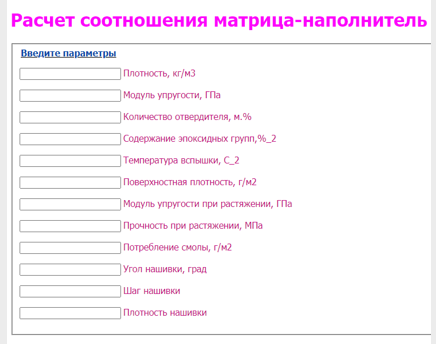 Расчет соотношения матрица-наполнитель
Введите параметры
Плотность, кг/м3
Модуль упругости, ГПа
Количество отвердителя, м.%
Содержание эпоксидных групп,%_2
Температура вспышки, С_2
Поверхностная плотность, г/м2
Модуль упругости при растяжении, ГПа
Прочность при растяжении, МПа
Потребление смолы, г/м2
Угол нашивки, град
Шаг нашивки
Плотность нашивки